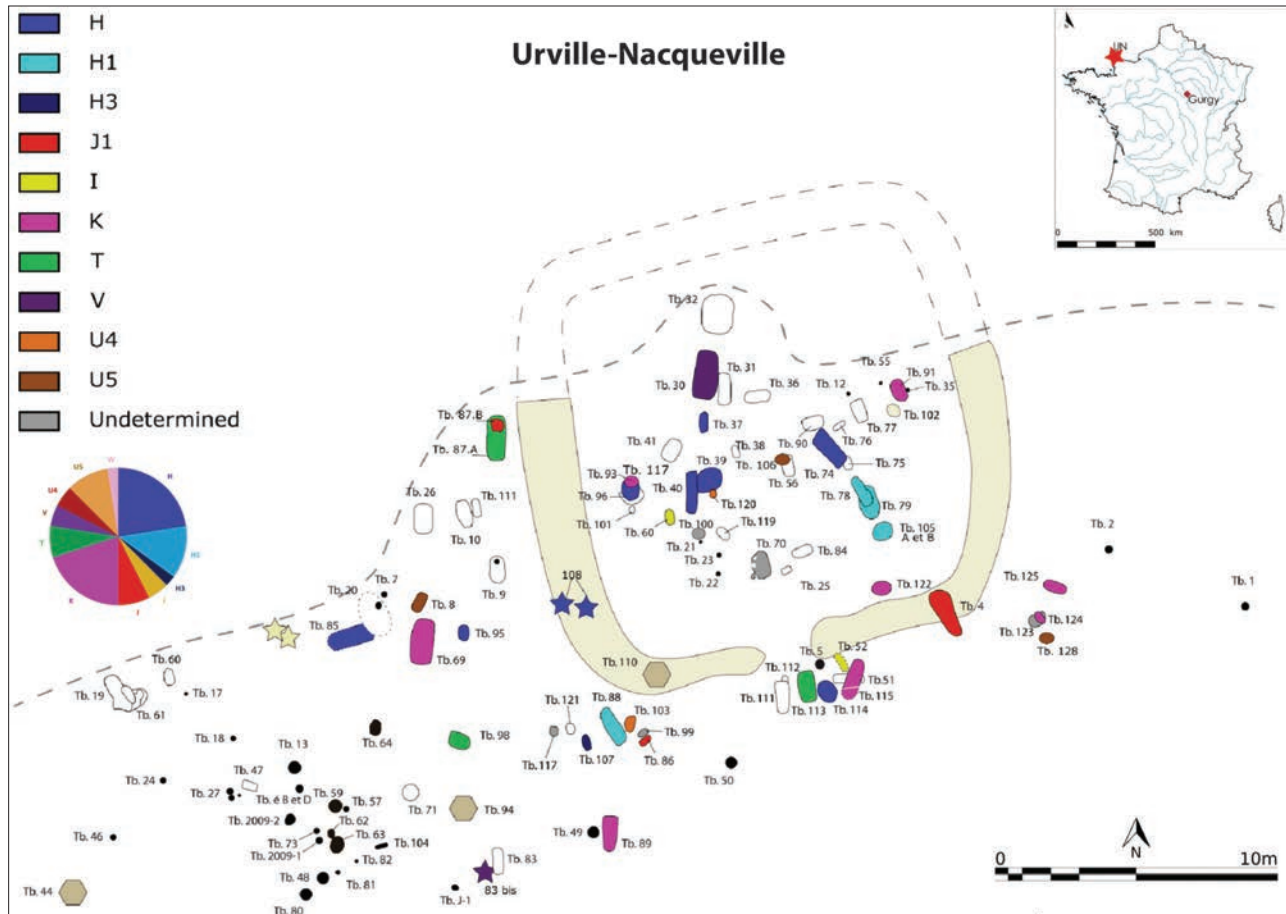 Urville-Nacqueville
H
H1
H3
J1
I
K
T
V
U4
U5
Undetermined
UN
Gurgy
0 500 km
W
U5
H
U4
V
T
H1
K
H3
J
I
Tb. 32
Tb. 31
Tb. 30
Tb. 36
Tb. 55
Tb. 12
Tb. 91
Tb. 35
Tb. 102
Tb. 77
Tb. 37
Tb. 90
Tb. 76
Tb. 87.B
Tb. 87.A
Tb. 41
Tb. 38
Tb. 39
Tb. 106
Tb. 56
Tb. 74
Tb. 75
Tb. 93
Tb. 117
Tb. 96
Tb. 40
Tb. 120
Tb. 78
Tb. 79
Tb. 26
Tb. 111
Tb. 10
Tb. 101
Tb. 60
Tb. 100
Tb. 119
Tb. 105
A et B
Tb. 2
Tb. 21
Tb. 23
Tb. 70
Tb. 84
Tb. 22
Tb. 25
Tb. 9
Tb. 7
Tb. 20
Tb. 8
108
Tb. 122
Tb. 125
Tb. 1
Tb. 4
Tb. 85
Tb. 95
Tb. 124
Tb. 123
Tb. 128
Tb. 69
Tb. 5
Tb. 52
Tb. 110
Tb. 112
Tb. 51
Tb. 60
Tb. 19
Tb. 17
Tb. 61
Tb. 111
Tb. 113
Tb. 114
Tb. 115
Tb. 88
Tb. 121
Tb. 103
Tb. 99
Tb. 18
Tb. 64
Tb. 98
Tb. 117
Tb. 107
Tb. 86
Tb. 13
Tb. 50
Tb. 24
Tb. 47
Tb. 27
Tb. é B et D
Tb. 59
Tb. 57
Tb. 71
Tb. 94
Tb. 2009-2
Tb. 62
Tb. 46
Tb. 73
Tb. 63
Tb. 104
Tb. 49
Tb. 89
Tb. 2009-1
Tb. 82
Tb. 83
Tb. 48
Tb. 81
Tb. 44
Tb. 80
Tb. J-1
83 bis
N
0 10m